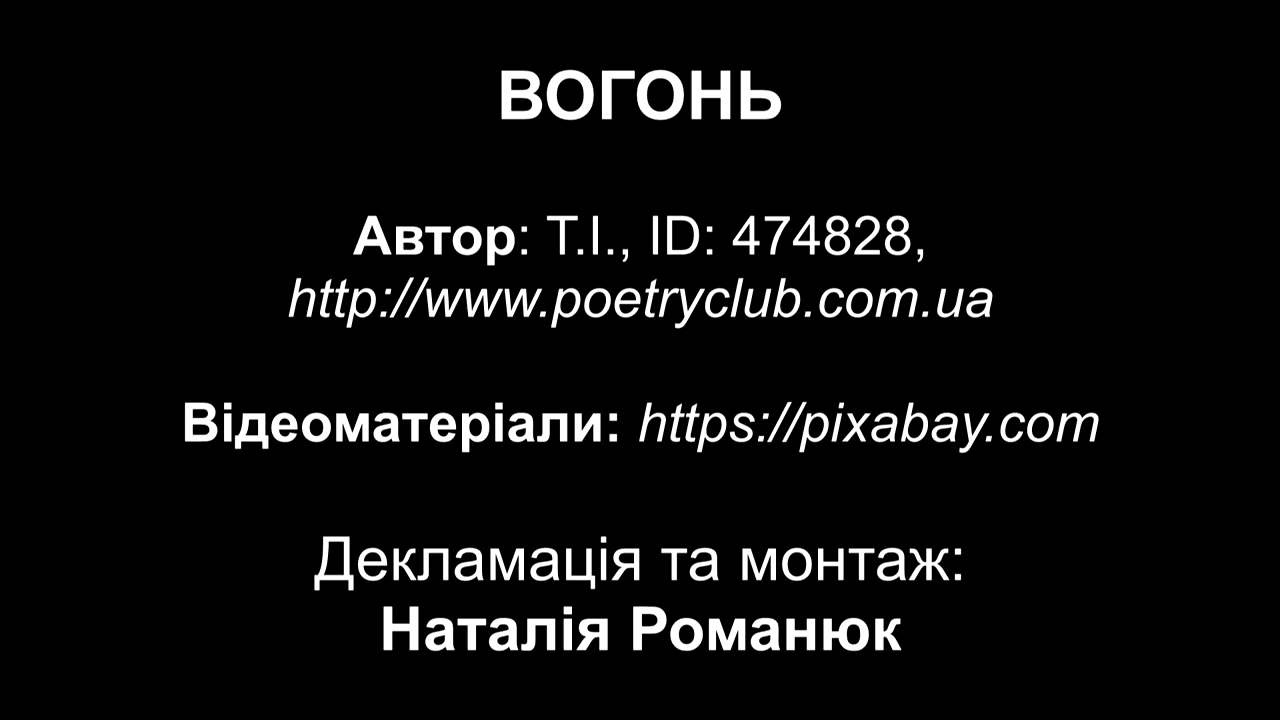 ВОГОНЬ
Автор: Т.І., ID: 474828,
http://www.poetryclub.com.ua
Відеоматеріали: https://pixabay.com
Декламація та монтаж:
Наталія Романюк